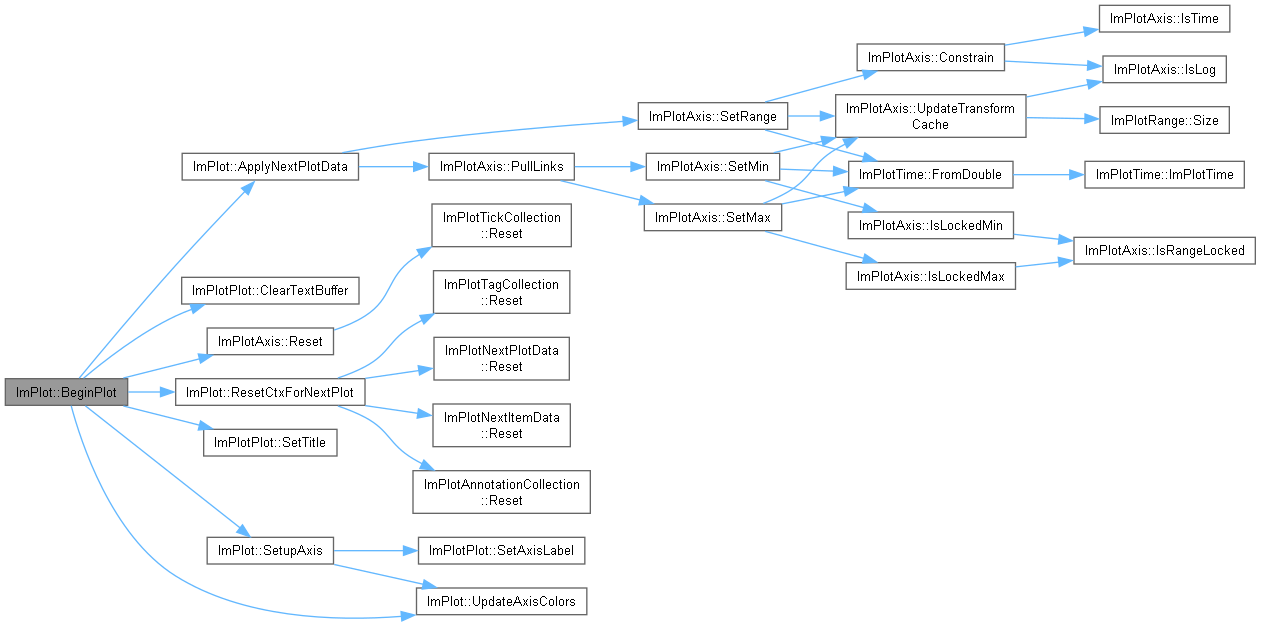 ImPlot::BeginPlot
ImPlot::ApplyNextPlotData
ImPlotPlot::ClearTextBuffer
ImPlotAxis::Reset
ImPlot::ResetCtxForNextPlot
ImPlotPlot::SetTitle
ImPlot::SetupAxis
ImPlotAxis::PullLinks
ImPlotTickCollection
::Reset
ImPlotTagCollection
::Reset
ImPlotNextPlotData
::Reset
ImPlotNextItemData
::Reset
ImPlotAnnotationCollection
::Reset
ImPlotPlot::SetAxisLabel
ImPlot::UpdateAxisColors
ImPlotAxis::SetRange
ImPlotAxis::SetMin
ImPlotAxis::SetMax
ImPlotAxis::Constrain
ImPlotAxis::UpdateTransform
Cache
ImPlotTime::FromDouble
ImPlotAxis::IsLockedMin
ImPlotAxis::IsLockedMax
ImPlotAxis::IsTime
ImPlotAxis::IsLog
ImPlotRange::Size
ImPlotTime::ImPlotTime
ImPlotAxis::IsRangeLocked